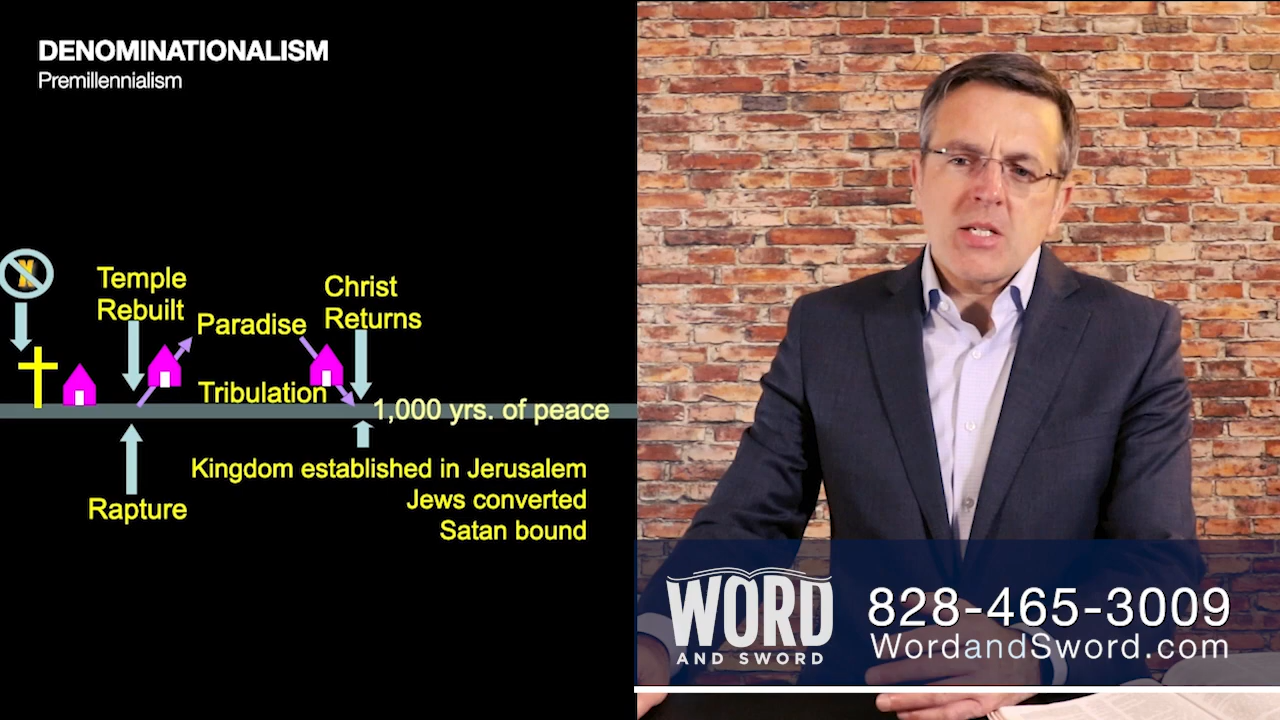 DENOMINATIONALISM
Premillennialism
Temple
Rebuilt
Paradise
Christ
Returns
Tribulation
1,000 yrs. of peace
Kingdom established in Jerusalem
Jews converted
Satan bound
Rapture
WORD
AND SWORD
828-465-3009
WordandSword.com